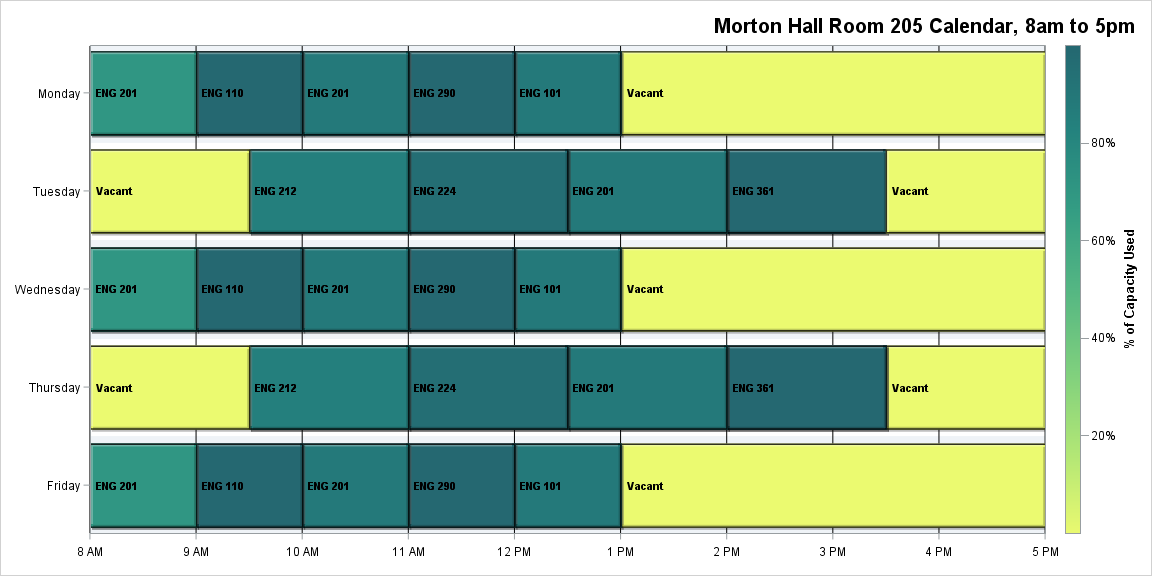 Morton Hall Room 205 Calendar, 8am to 5pm
Monday
ENG 201
ENG 110
ENG 201
ENG 290
ENG 101
Vacant
Tuesday
Vacant
ENG 212
ENG 224
ENG 201
ENG 361
Vacant
Wednesday
ENG 201
ENG 110
ENG 201
ENG 290
ENG 101
Vacant
Thursday
Vacant
ENG 212
ENG 224
ENG 201
ENG 361
Vacant
Friday
ENG 201
ENG 110
ENG 201
ENG 290
ENG 101
Vacant
8 AM
9 AM
10 AM
11 AM
12 PM
1 PM
2 PM
3 PM
4 PM
5 PM
80%
60%
40%
20%
% of Capacity Used